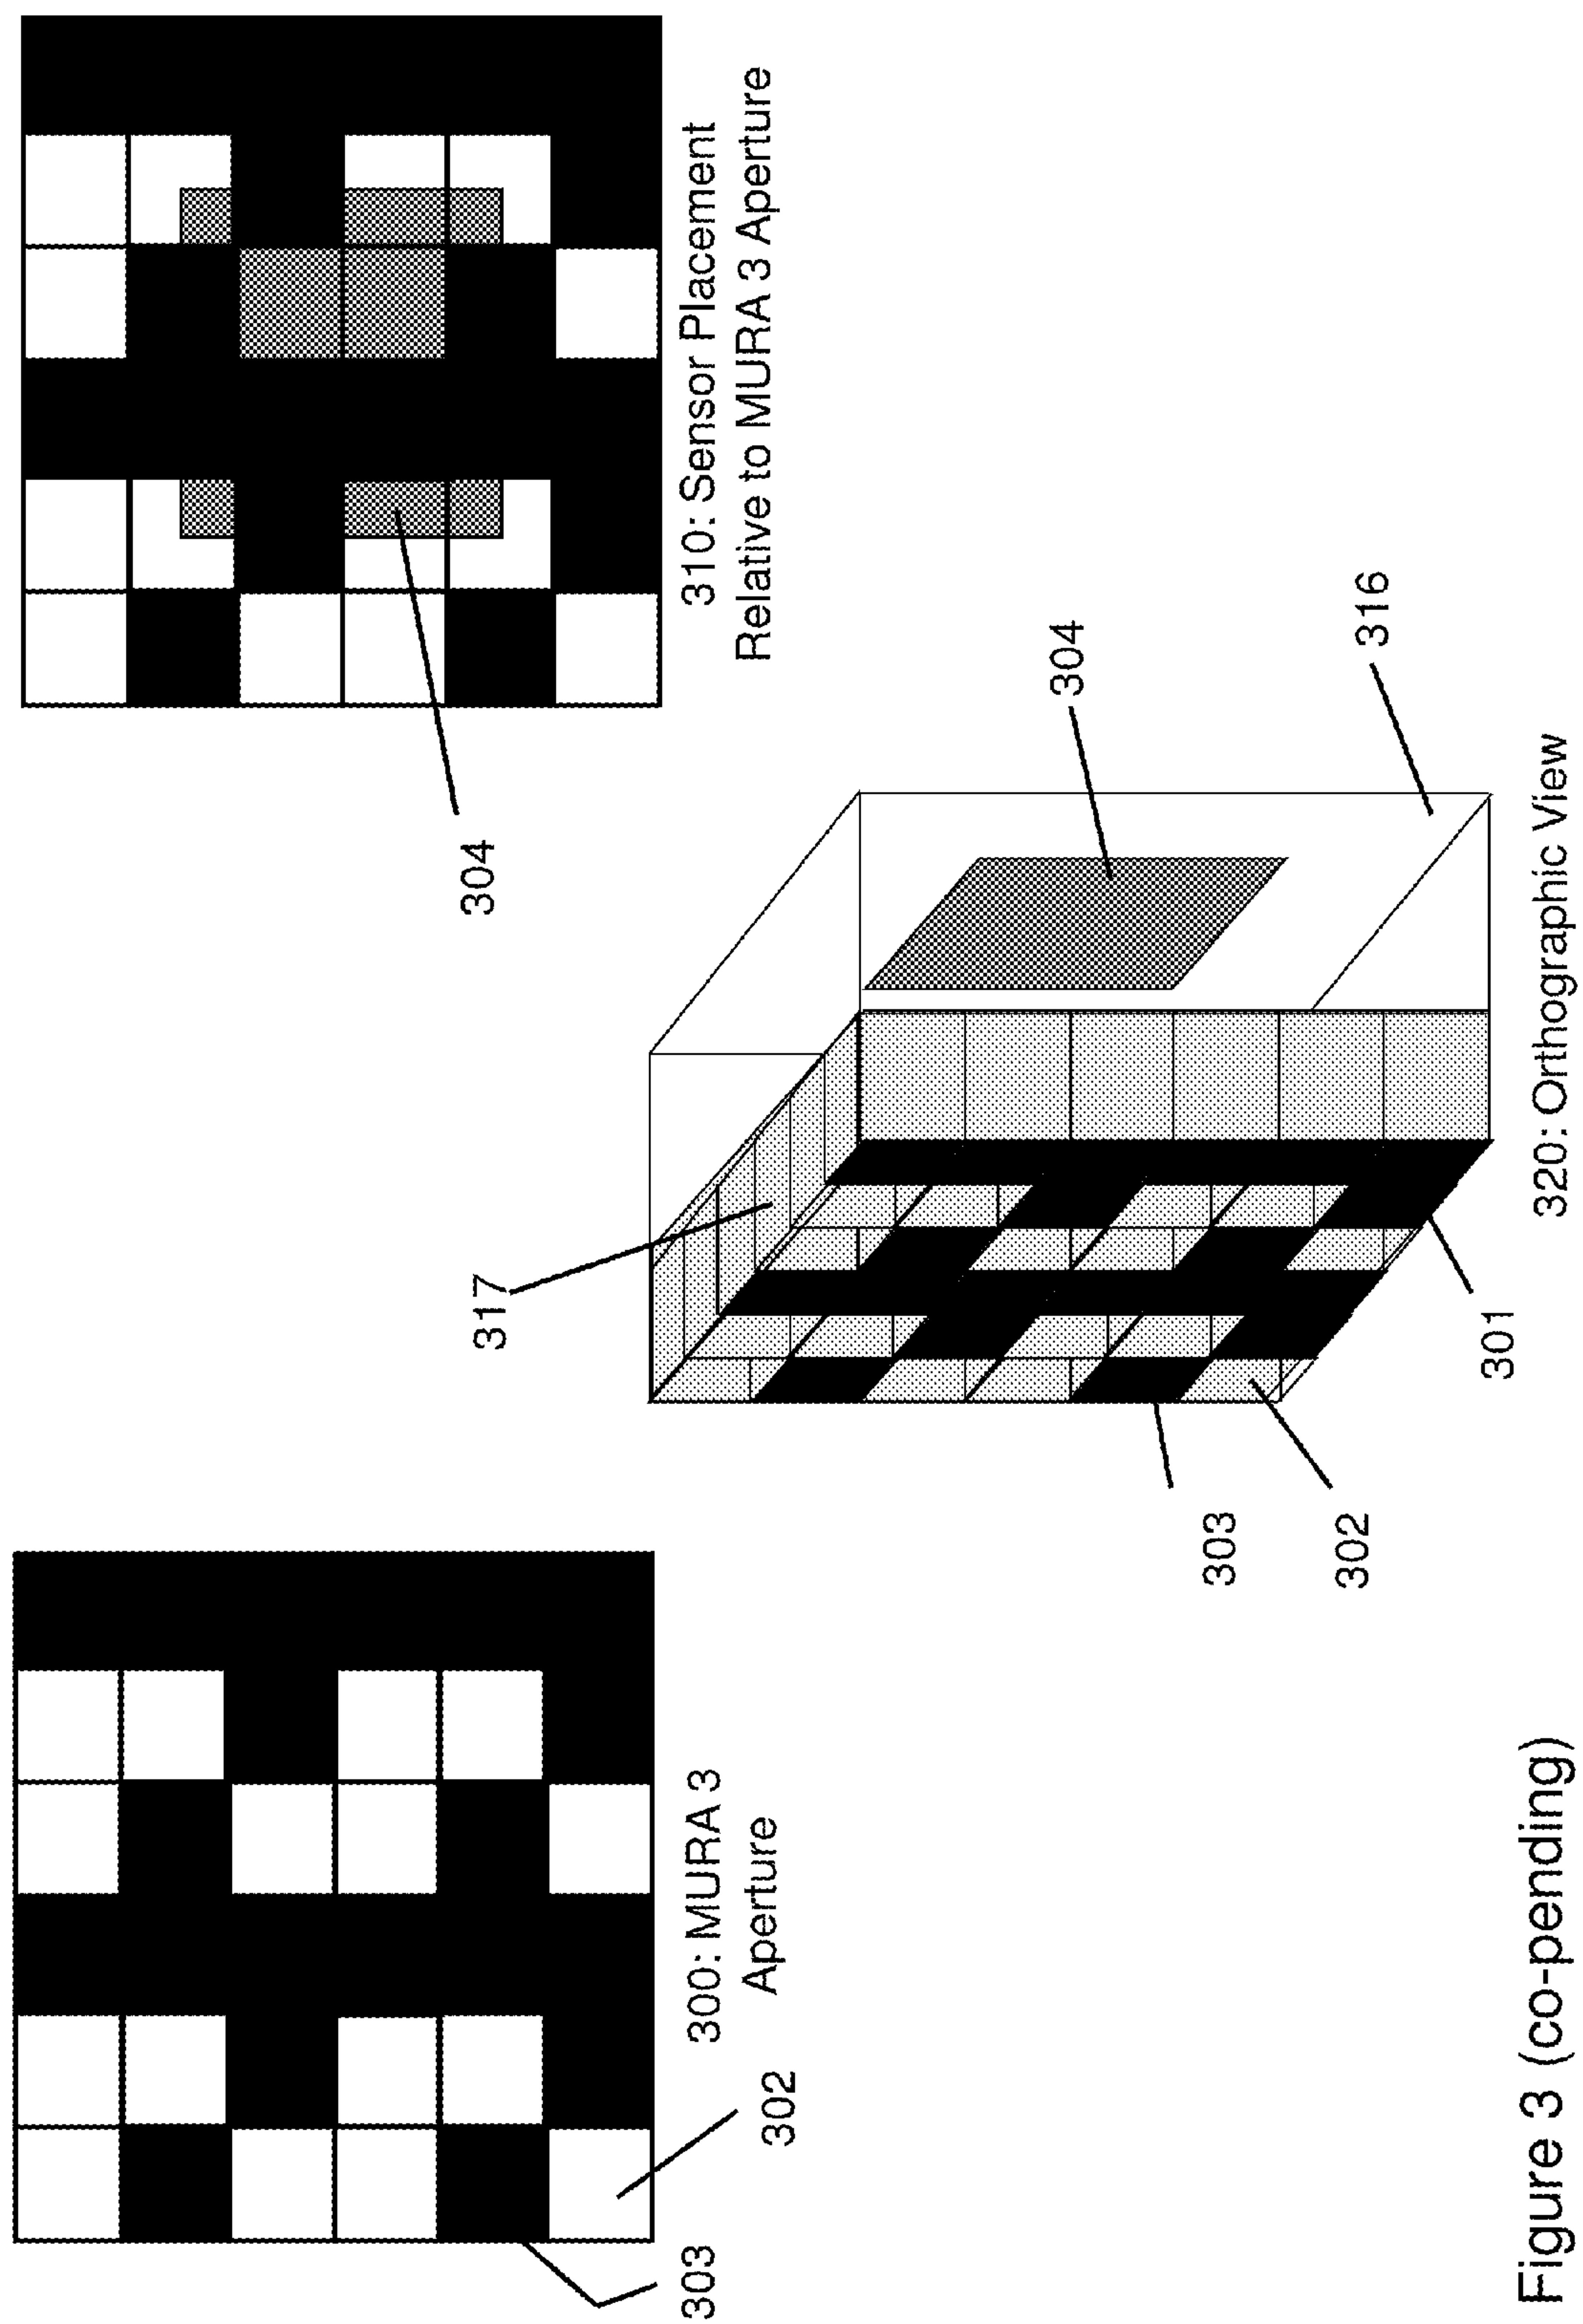 303
302
300: MURA 3
Aperture
304
310: Sensor Placement
Relative to MURA 3 Aperture
317
304
316
303
302
301
320: Orthographic View
Figure 3 (co-pending)